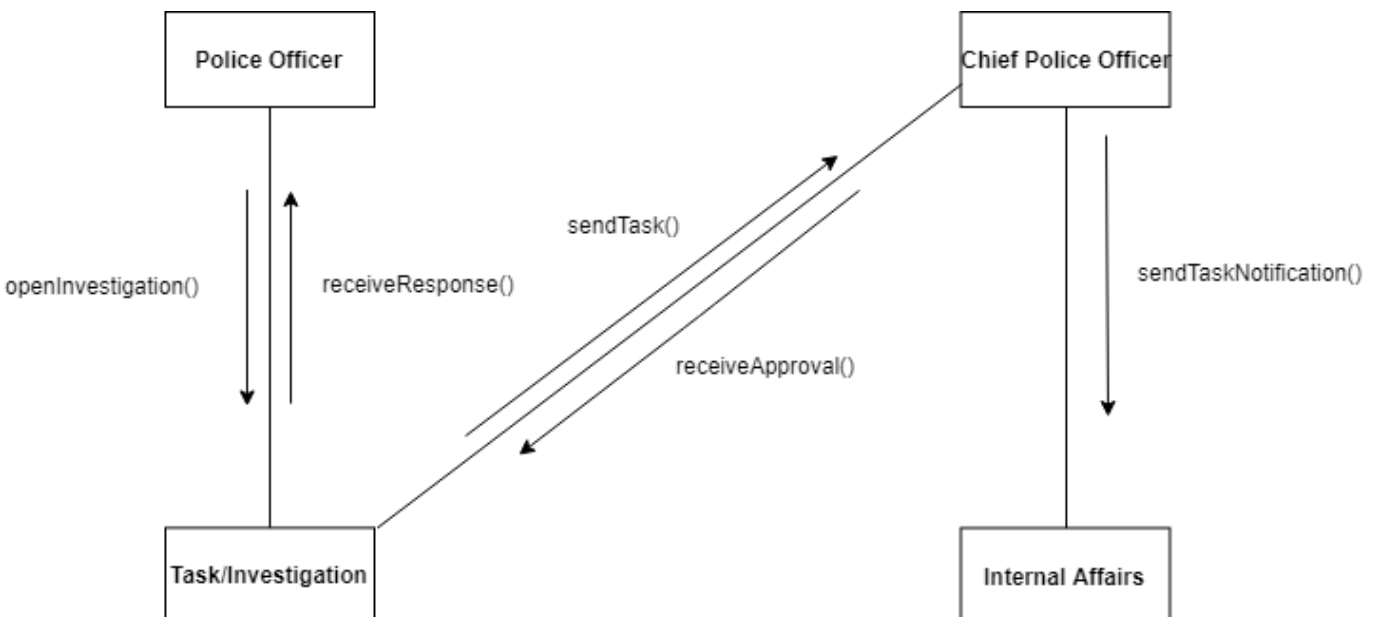 Police Officer
Chief Police Officer
sendTask()
openInvestigation()
receiveResponse()
sendTaskNotification()
receiveApproval()
Task/Investigation
Internal Affairs